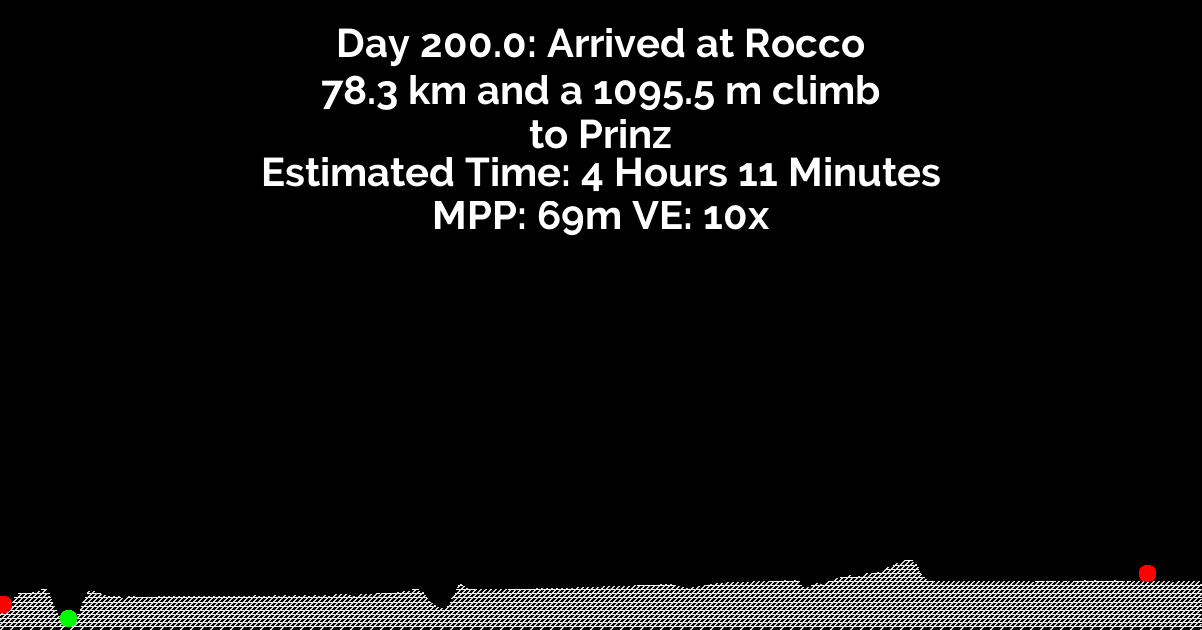 Day 200.0: Arrived at Rocco
78.3 km and a 1095.5 m climb
to Prinz
Estimated Time: 4 Hours 11 Minutes
MPP: 69m VE: 10x